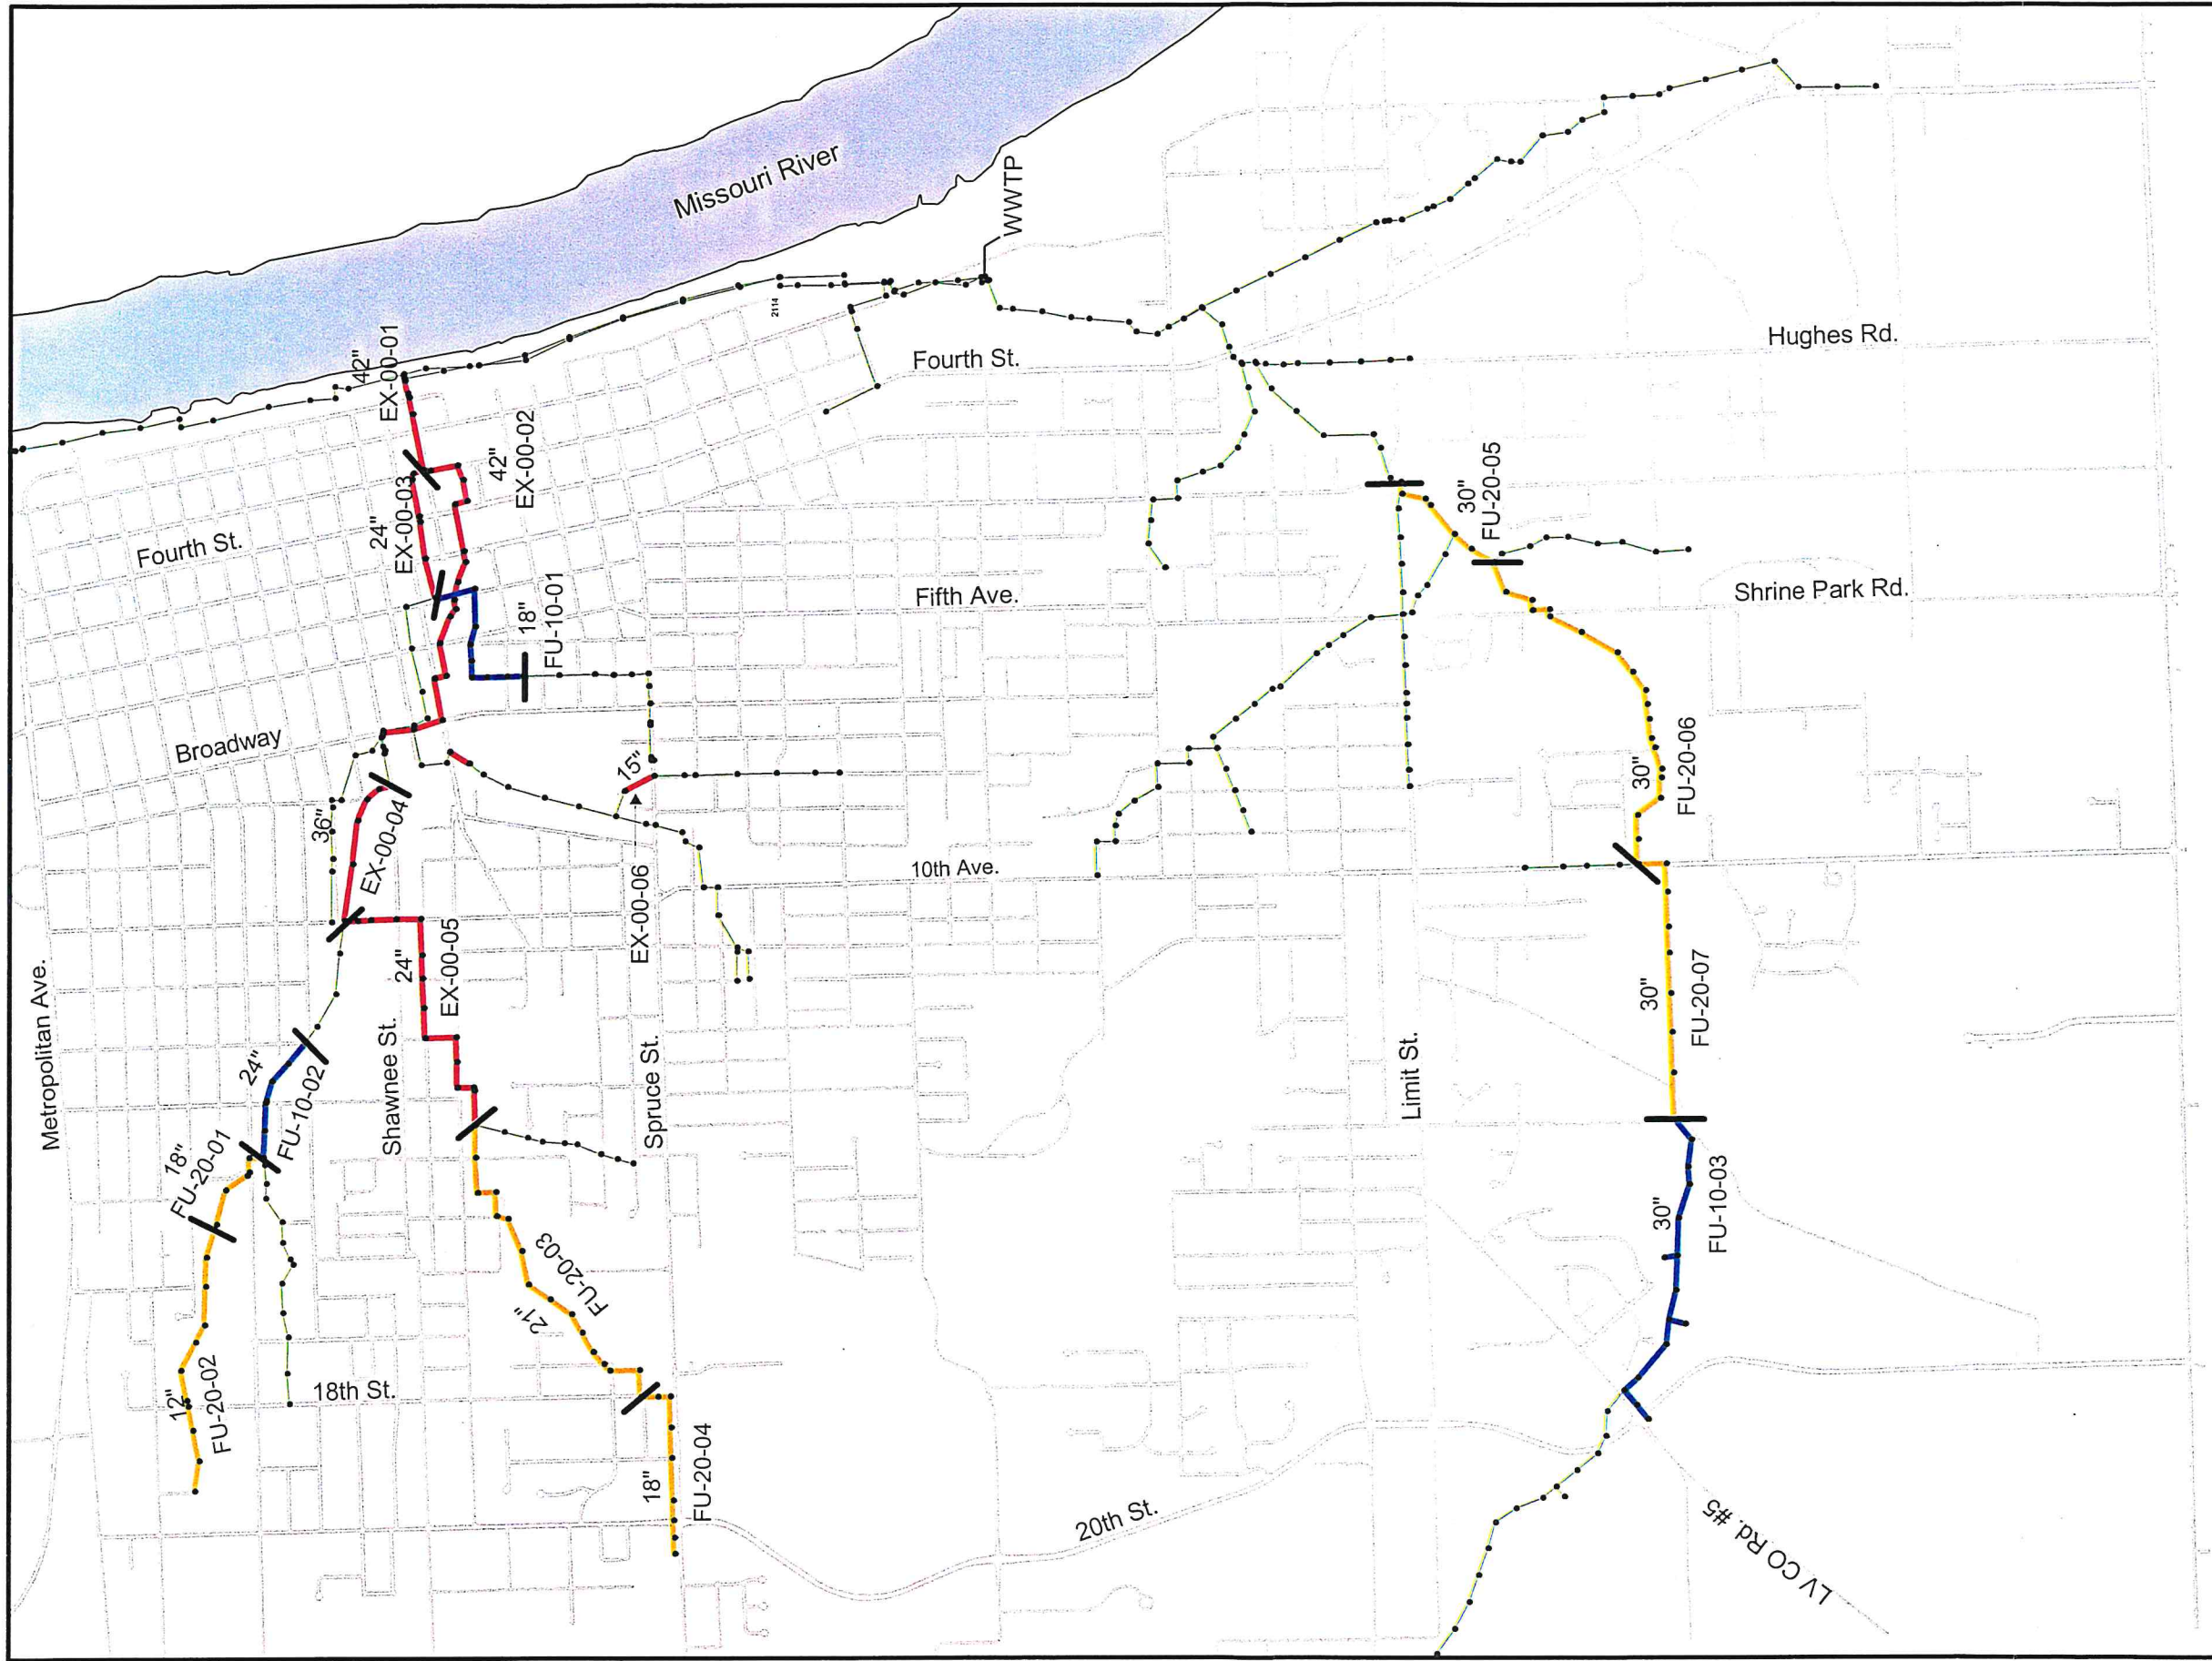 Missouri River
WWTP
2114
Fourth St.
Hughes Rd.
42"
EX-00-01
42"
EX-00-02
24"
EX-00-03
Fourth St.
18"
FU-10-01
Fifth Ave.
30"
FU-20-05
Shrine Park Rd.
Broadway
36"
EX-00-04
15"
EX-00-06
10th Ave.
30"
FU-20-06
Metropolitan Ave.
24"
EX-00-05
30"
FU-20-07
24"
FU-10-02
Shawnee St.
Spruce St.
Limit St.
18"
FU-20-01
30"
FU-10-03
21"
FU-20-03
12"
FU-20-02
18th St.
18"
FU-20-04
20th St.
LV CO Rd. #5